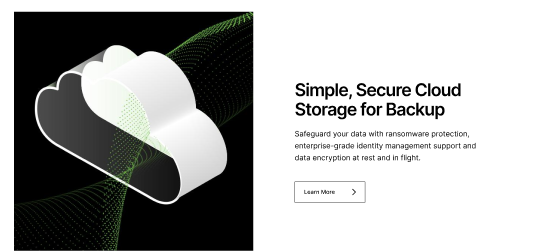 Simple, Secure Cloud
Storage for Backup
Safeguard your data with ransomware protection,
enterprise-grade identity management support and
data encryption at rest and in flight.
Learn More